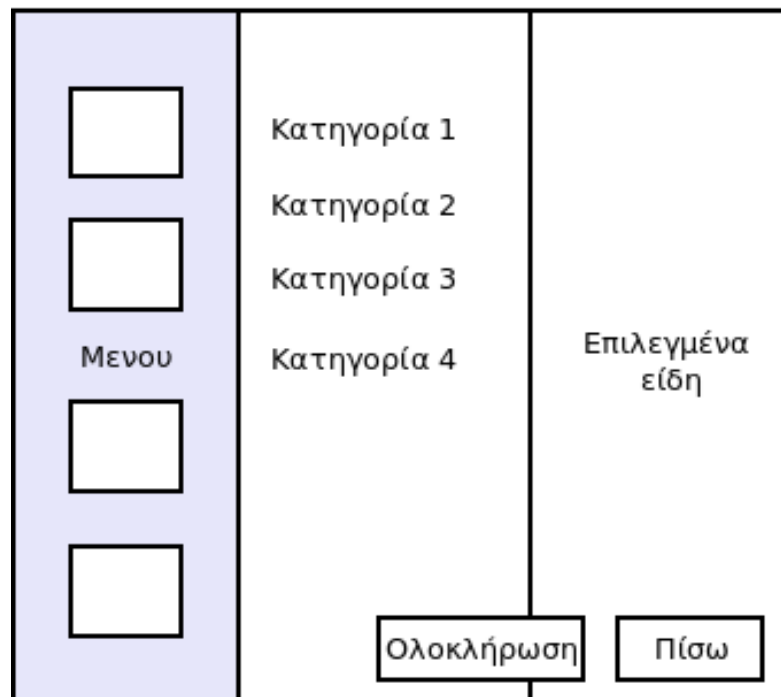 Μενου
Κατηγορία 1
Κατηγορία 2
Κατηγορία 3
Κατηγορία 4
Επιλεγμένα
είδη
Ολοκλήρωση
Πίσω